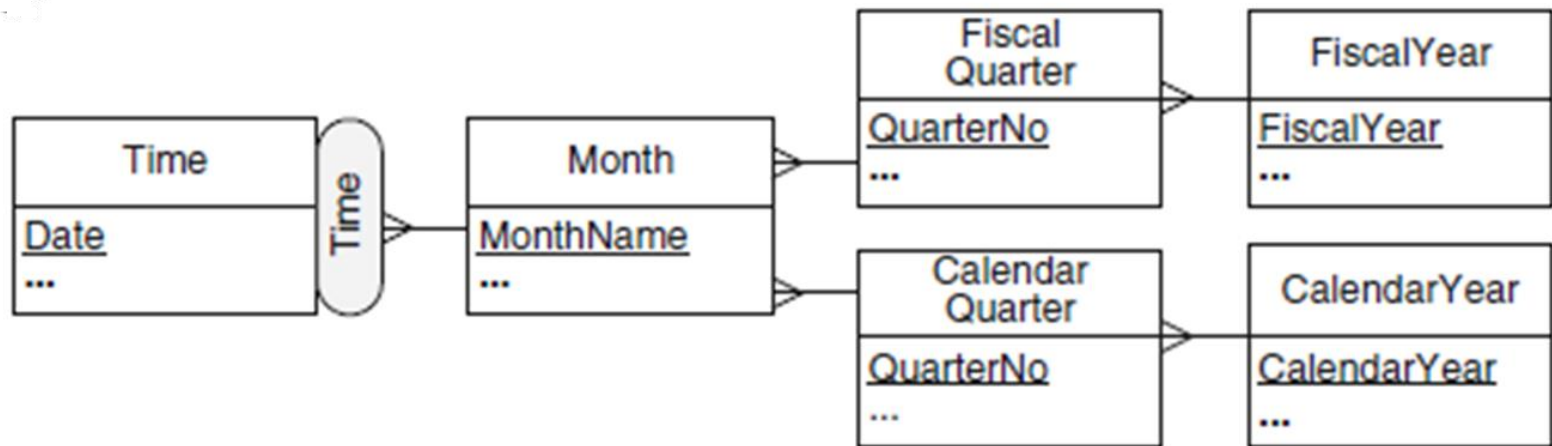 Time
Date
...
Time
Month
MonthName
...
Fiscal
Quarter
QuarterNo
...
FiscalYear
FiscalYear
...
Calendar
Quarter
QuarterNo
...
CalendarYear
CalendarYear
...